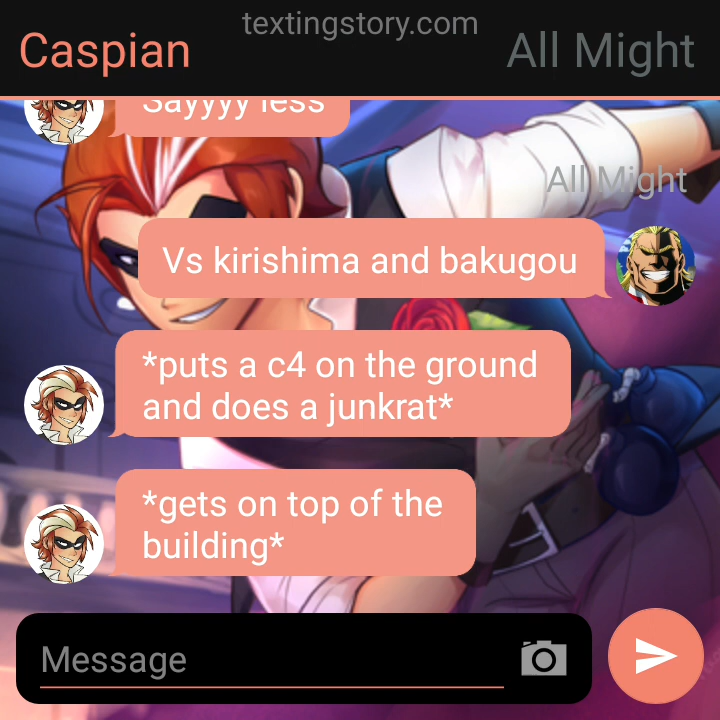 textingstory.com
Caspian
All Might
Sayyyy less
All Might
Vs kirishima and bakugou
*puts a c4 on the ground
and does a junkrat*
*gets on top of the
building*
Message